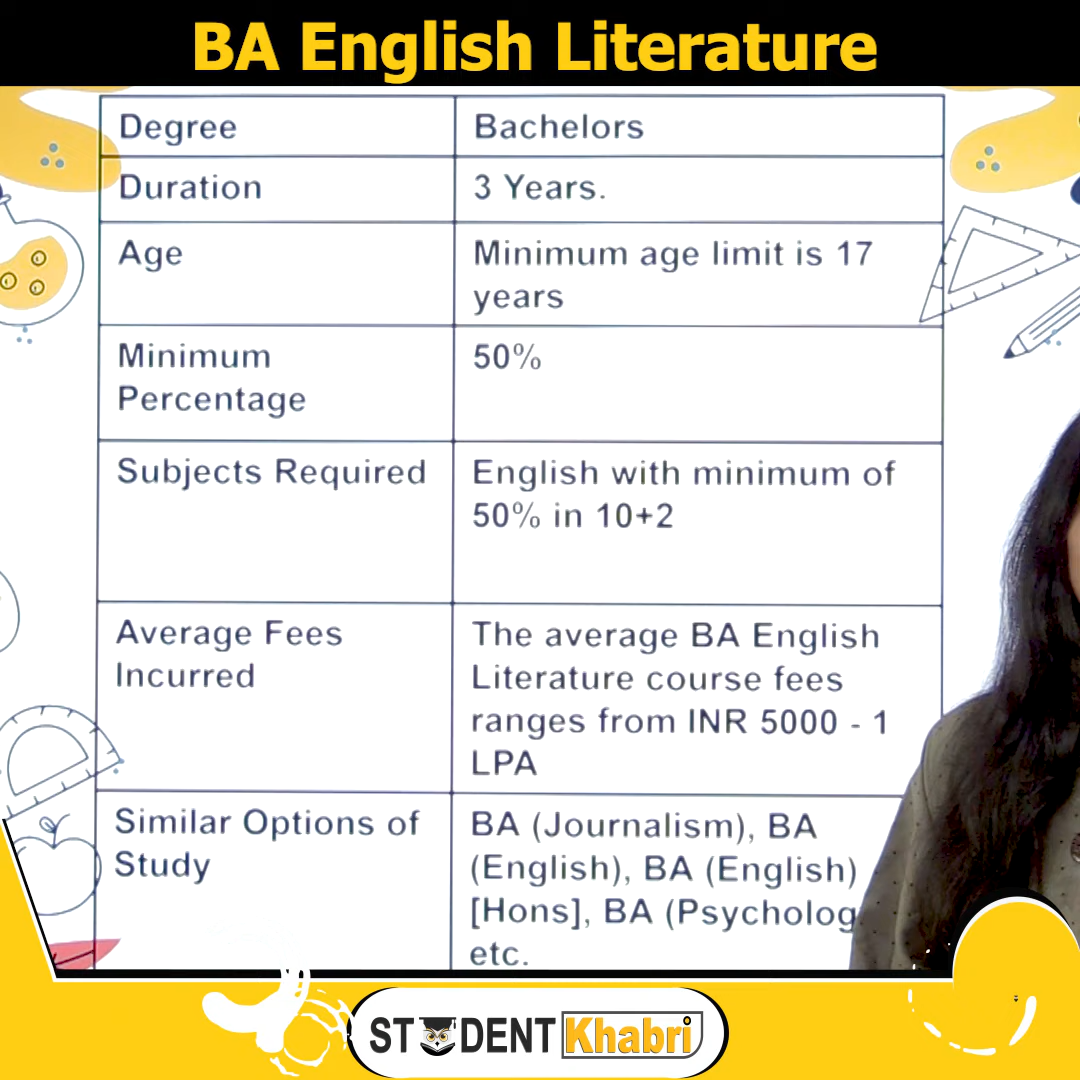 BA English Literature
Degree
Bachelors
Duration
3 Years.
Age
Minimum age limit is 17
years
Minimum
Percentage
50%
Subjects Required
English with minimum of
50% in 10+2
Average Fees
Incurred
The average BA English
Literature course fees
ranges from INR 5000 - 1
LPA
Similar Options of
Study
BA (Journalism), BA
(English), BA (English)
[Hons], BA (Psycholog
etc.
STUDENT Khabri